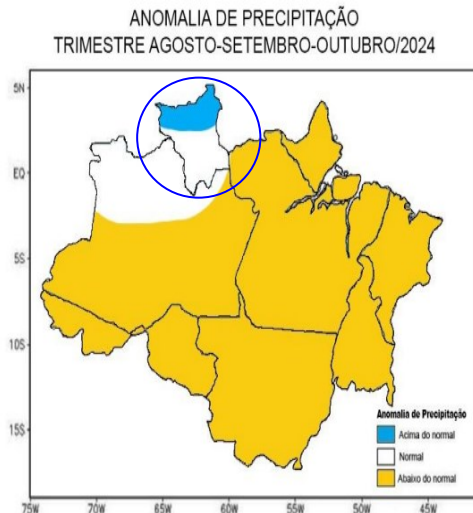 ANOMALIA DE PRECIPITAÇÃO
TRIMESTRE AGOSTO-SETEMBRO-OUTUBRO/2024
5N
EQ
5S
10S
15S
Anomalia de Precipitação
Acima do normal
Normal
Abaixo do normal
75W 70W 65W 60W 55W 50W 45W